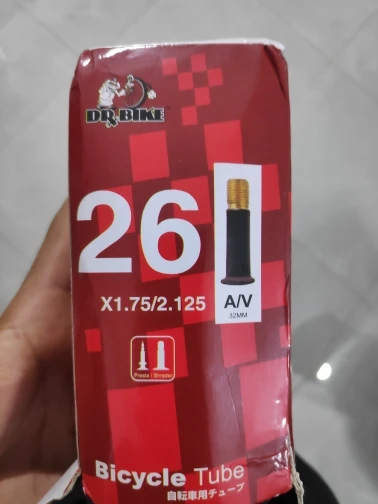 DR.BIKE
26
X1.75/2.125
A/V
32MM
Presta | Shrader
Bicycle Tube
自転車用チューブ